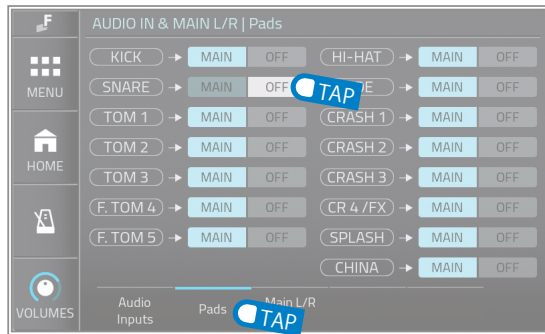 F
AUDIO IN & MAIN L/R | Pads
KICK MAIN OFF HI-HAT MAIN OFF
SNARE MAIN OFF TAP DE MAIN OFF
TOM 1 MAIN OFF CRASH 1 MAIN OFF
TOM 2 MAIN OFF CRASH 2 MAIN OFF
TOM 3 MAIN OFF CRASH 3 MAIN OFF
F. TOM 4 MAIN OFF CR 4 /FX MAIN OFF
F. TOM 5 MAIN OFF SPLASH MAIN OFF
CHINA MAIN OFF
MENU
HOME
VOLUMES
Audio
Inputs
Pads
TAP
Main L/R